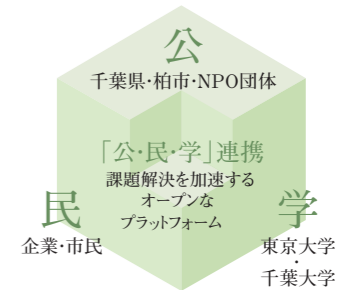 公
千葉県・柏市・NPO団体
「公・民・学」連携
課題解決を加速する
オープンな
プラットフォーム
民
企業・市民
学
東京大学
・
千葉大学